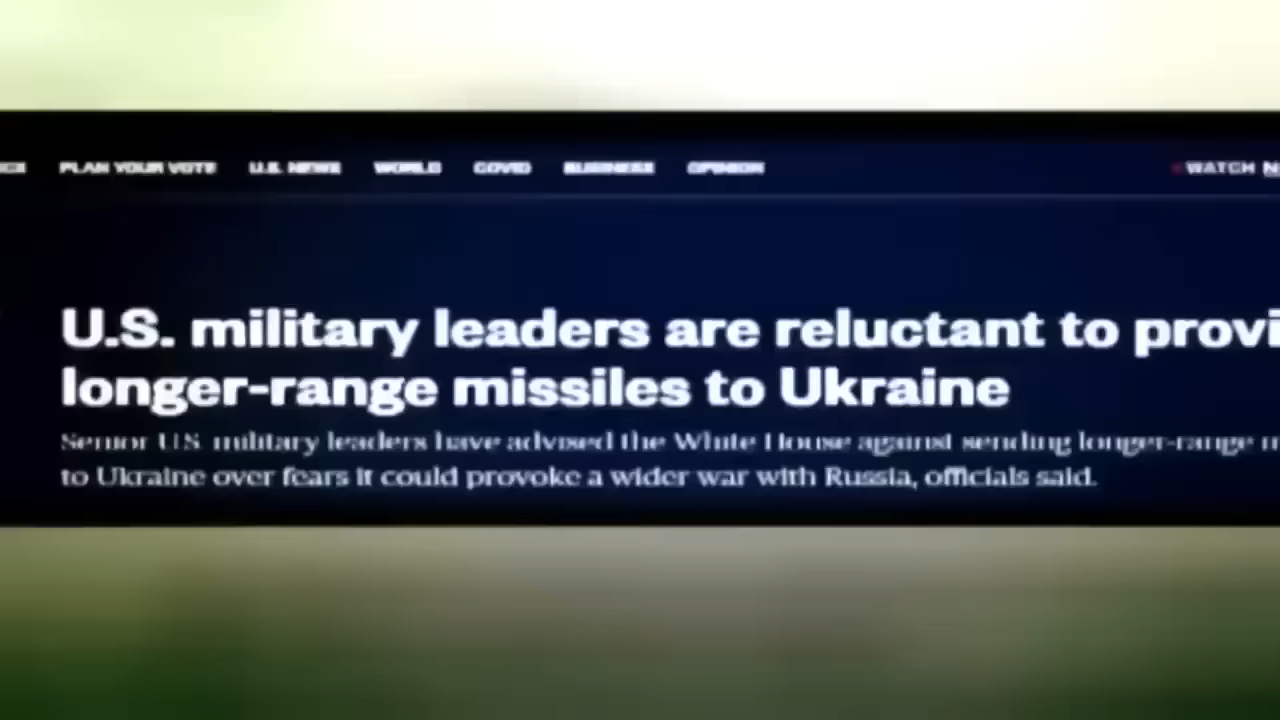 PLAN YOUR VOTE U.S. NEWS WORLD COVID BUSINESS OPINION WATCH
U.S. military leaders are reluctant to provi
longer-range missiles to Ukraine
Senior U.S. military leaders have advised the White House against sending longer-range
to Ukraine over fears it could provoke a wider war with Russia, officials said.